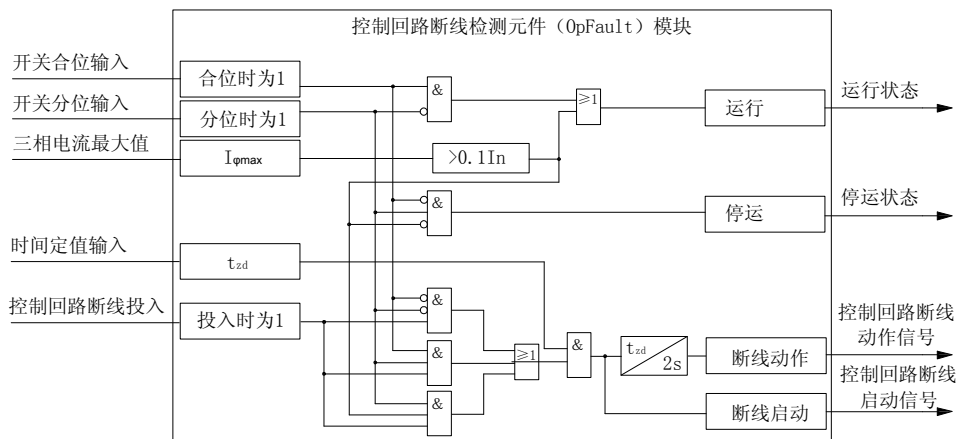 控制回路断线检测元件（OpFault）模块
开关合位输入
合位时为1
&
≥1
运行
运行状态
开关分位输入
分位时为1
三相电流最大值
Iφmax
>0.1In
&
停运
停运状态
时间定值输入
tzd
控制回路断线投入
投入时为1
&
&
&
≥1
&
tzd
2s
断线动作
控制回路断线
动作信号
断线启动
控制回路断线
启动信号